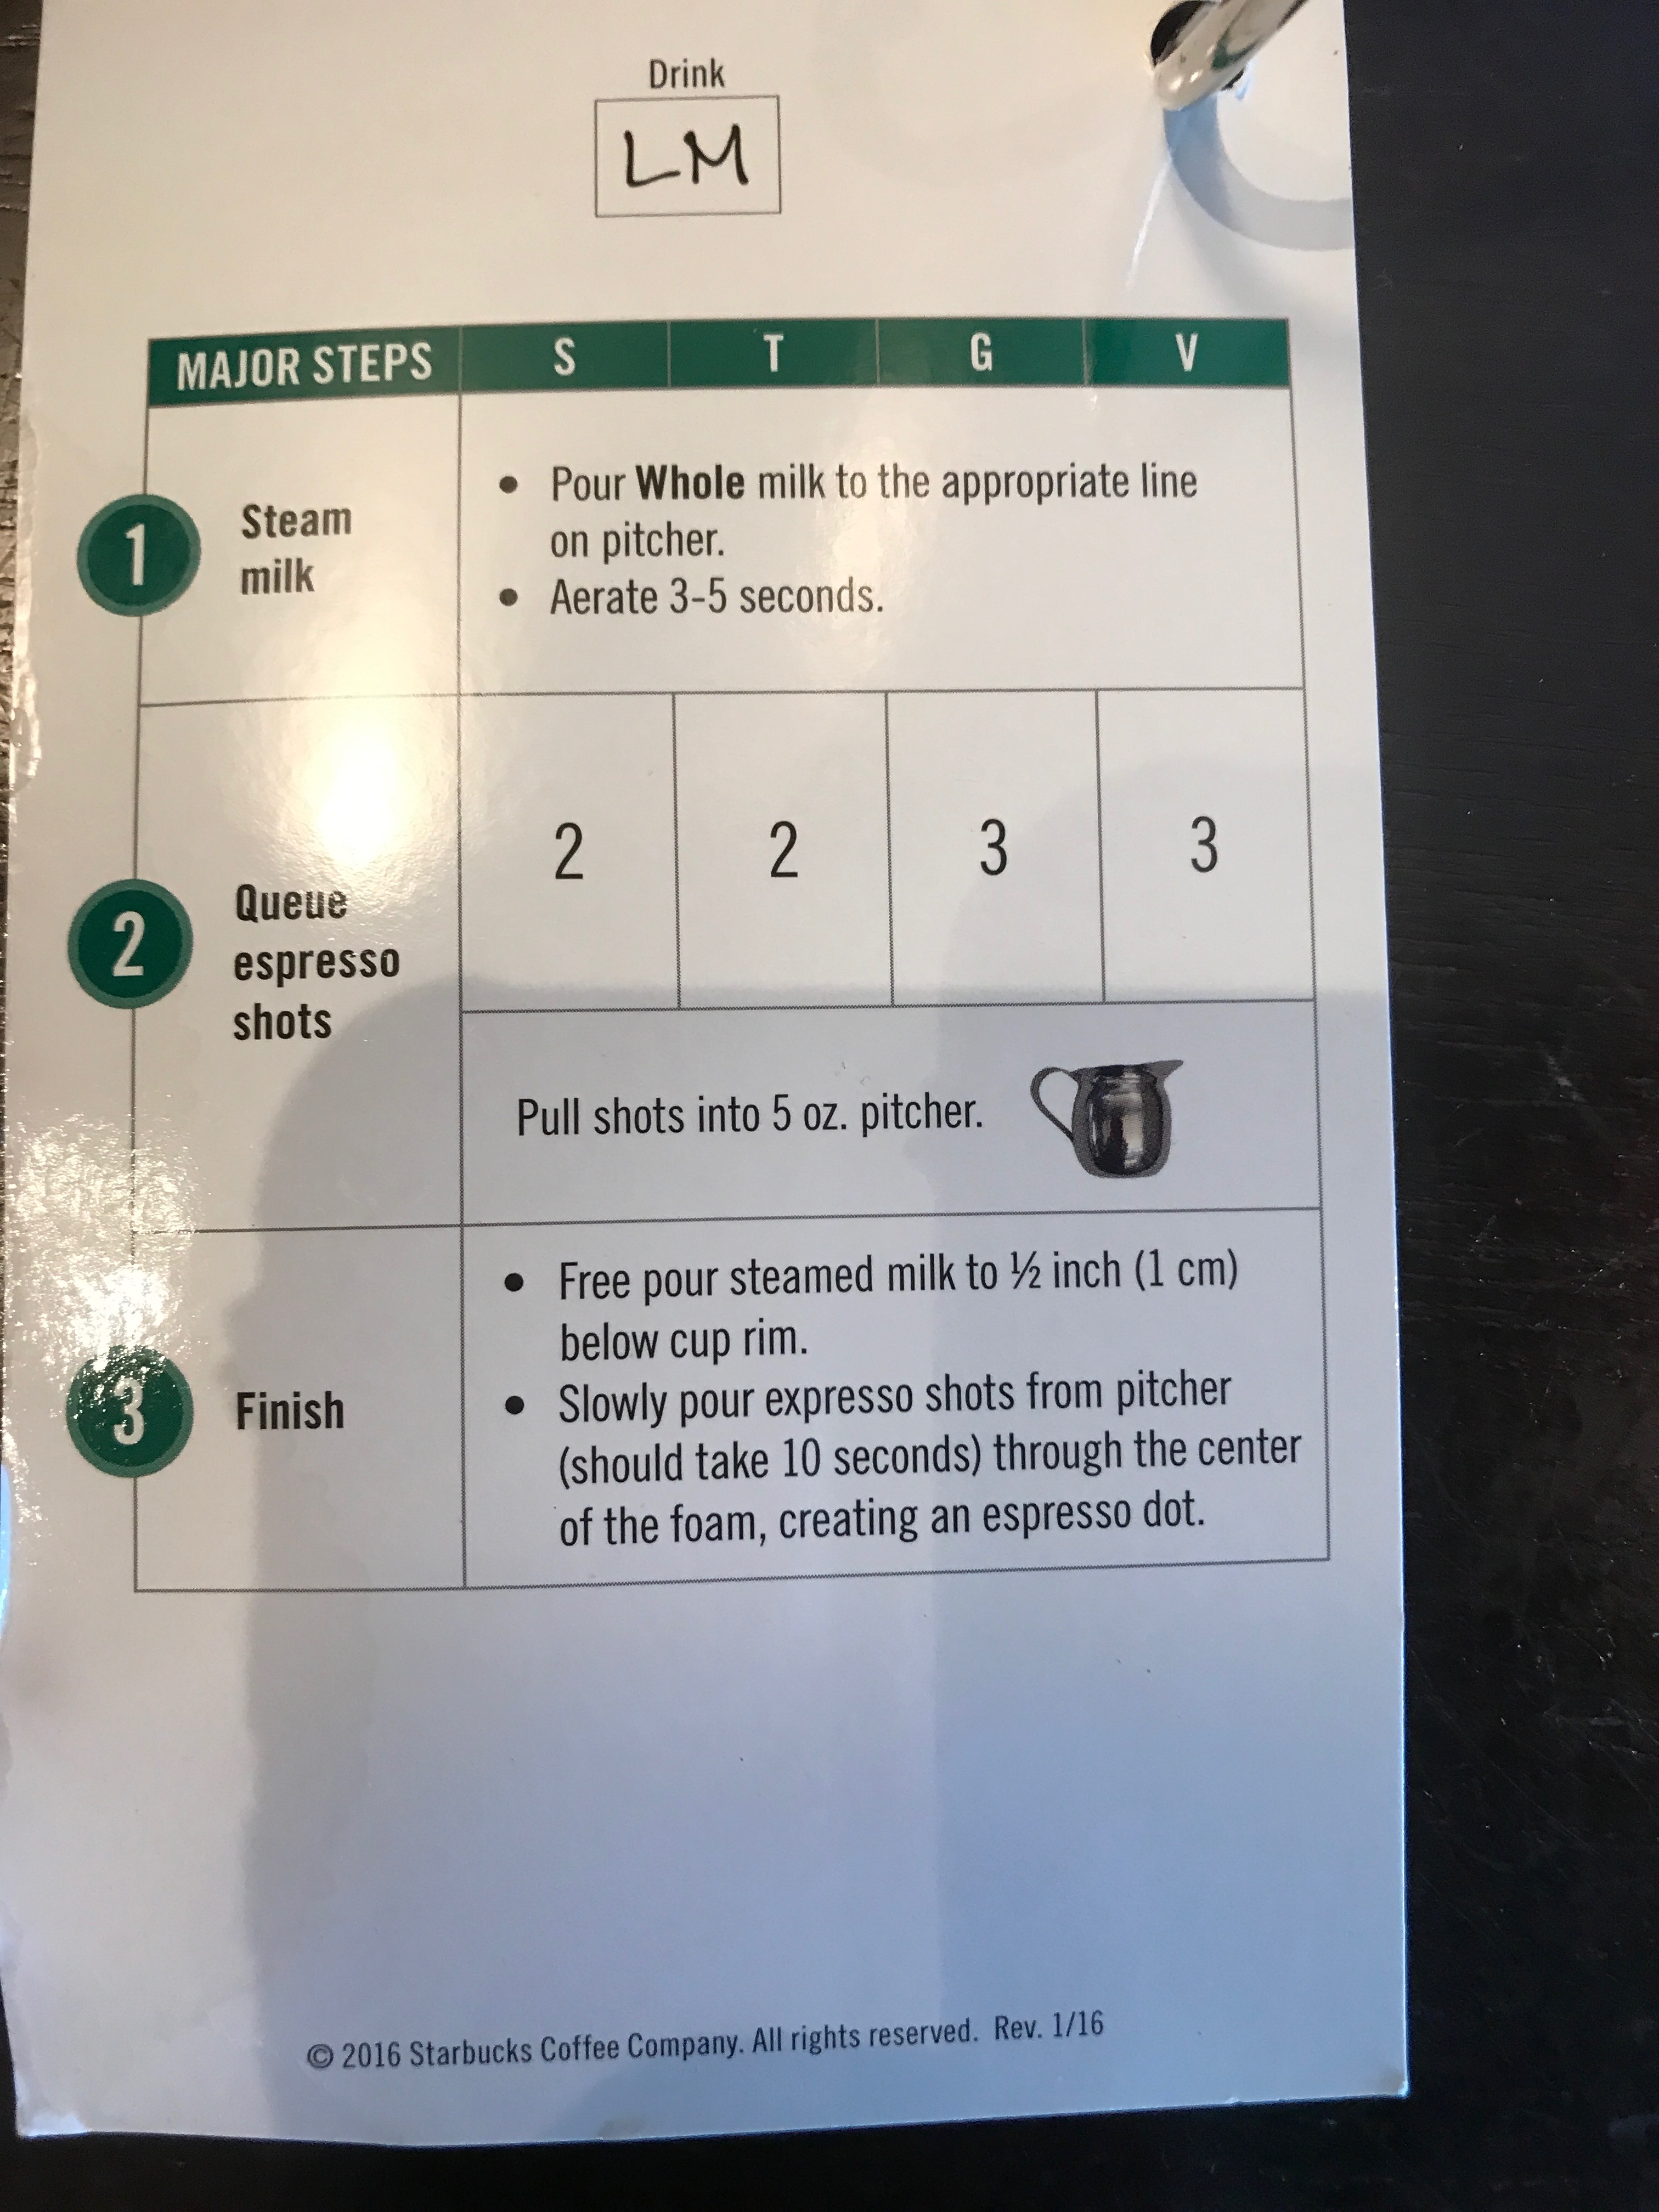 Drink
LM
MAJOR STEPS S T G V
1
Steam
milk
• Pour Whole milk to the appropriate line
on pitcher.
• Aerate 3-5 seconds.
2
Queue
espresso
shots
2 2 3 3
Pull shots into 5 oz. pitcher.
3
Finish
• Free pour steamed milk to ½ inch (1 cm)
below cup rim.
• Slowly pour expresso shots from pitcher
(should take 10 seconds) through the center
of the foam, creating an espresso dot.
© 2016 Starbucks Coffee Company. All rights reserved. Rev. 1/16